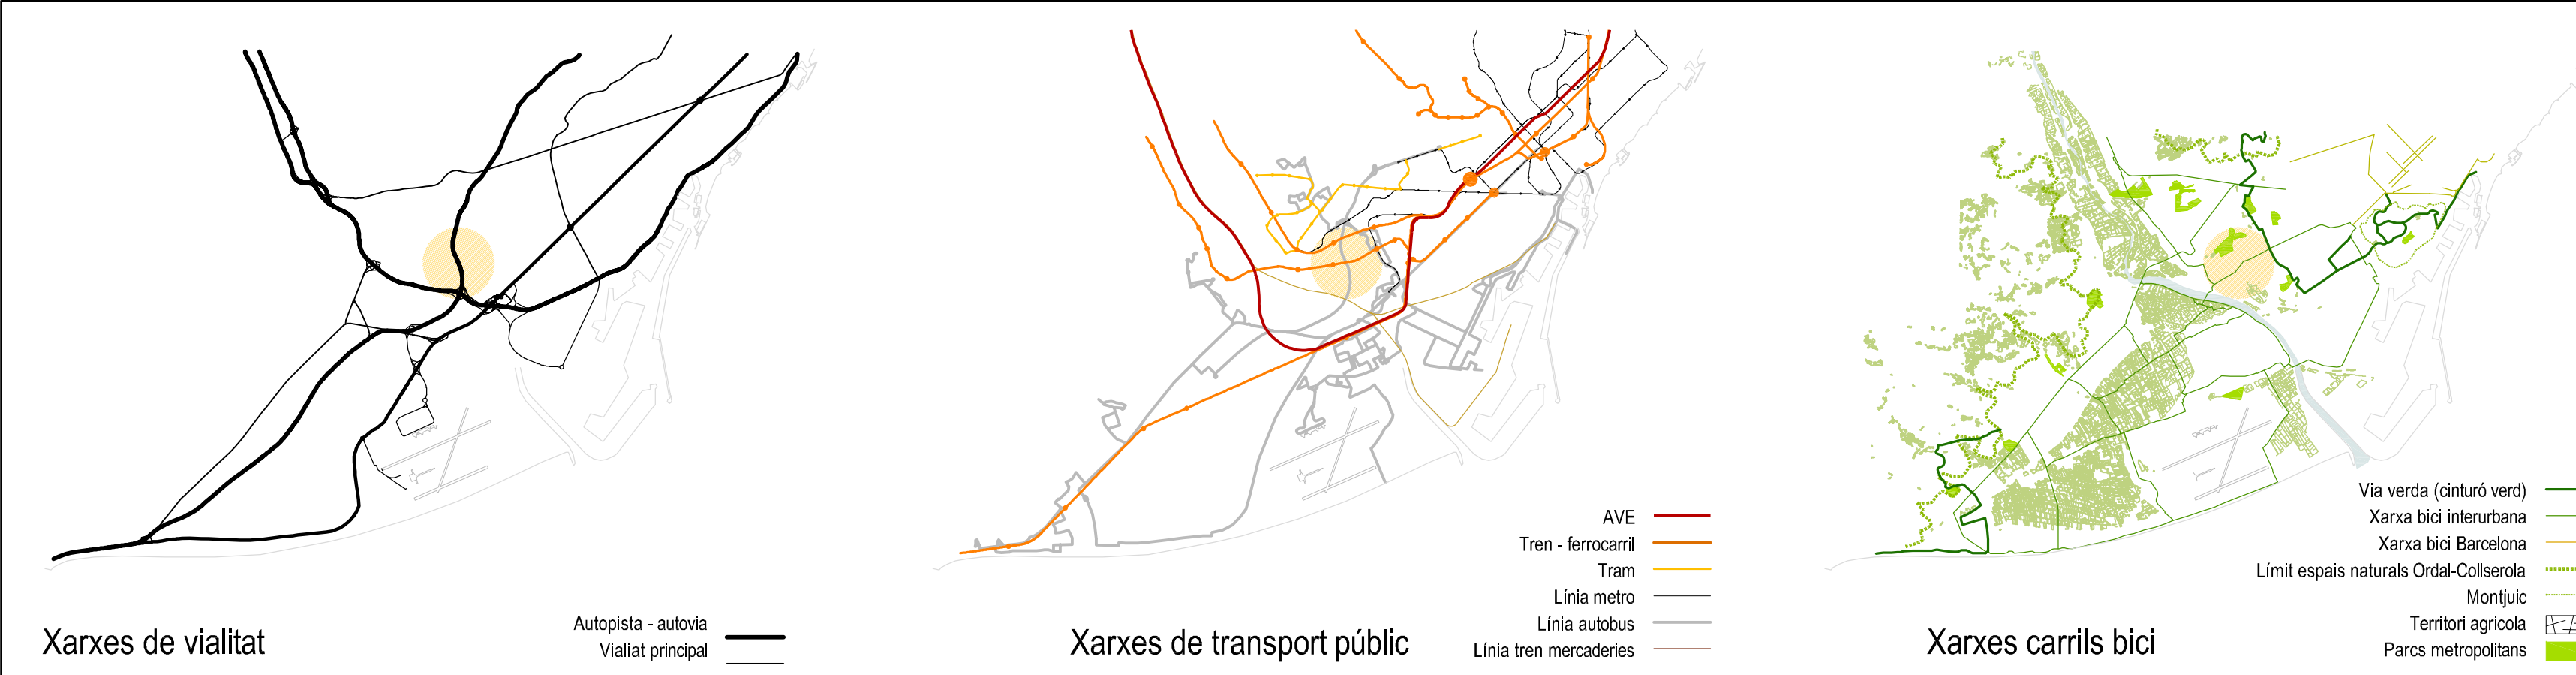 Autopista - autovia
Vialiat principal
Xarxes de vialitat
AVE
Tren - ferrocarril
Tram
Línia metro
Línia autobus
Línia tren mercaderies
Xarxes de transport públic
Via verda (cinturó verd)
Xarxa bici interurbana
Xarxa bici Barcelona
Límit espais naturals Ordal-Collserola
Montjuic
Territori agricola
Parcs metropolitans
Xarxes carrils bici